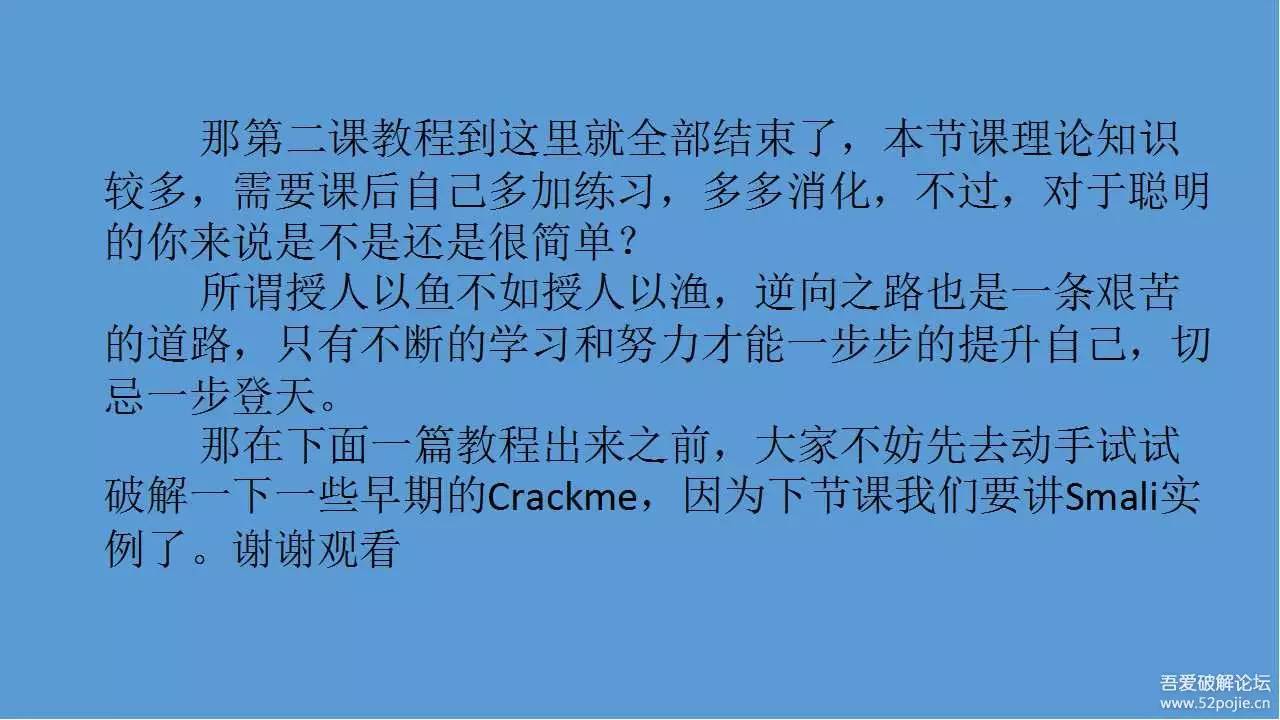 那第二课教程到这里就全部结束了，本节课理论知识
较多，需要课后自己多加练习，多多消化，不过，对于聪明
的你来说是不是还是很简单？
所谓授人以鱼不如授人以渔，逆向之路也是一条艰苦
的道路，只有不断的学习和努力才能一步步的提升自己，切
忌一步登天。
那在下面一篇教程出来之前，大家不妨先去动手试试
破解一下一些早期的Crackme，因为下节课我们要讲Smali实
例了。谢谢观看
吾爱破解论坛
www.52pojie.cn